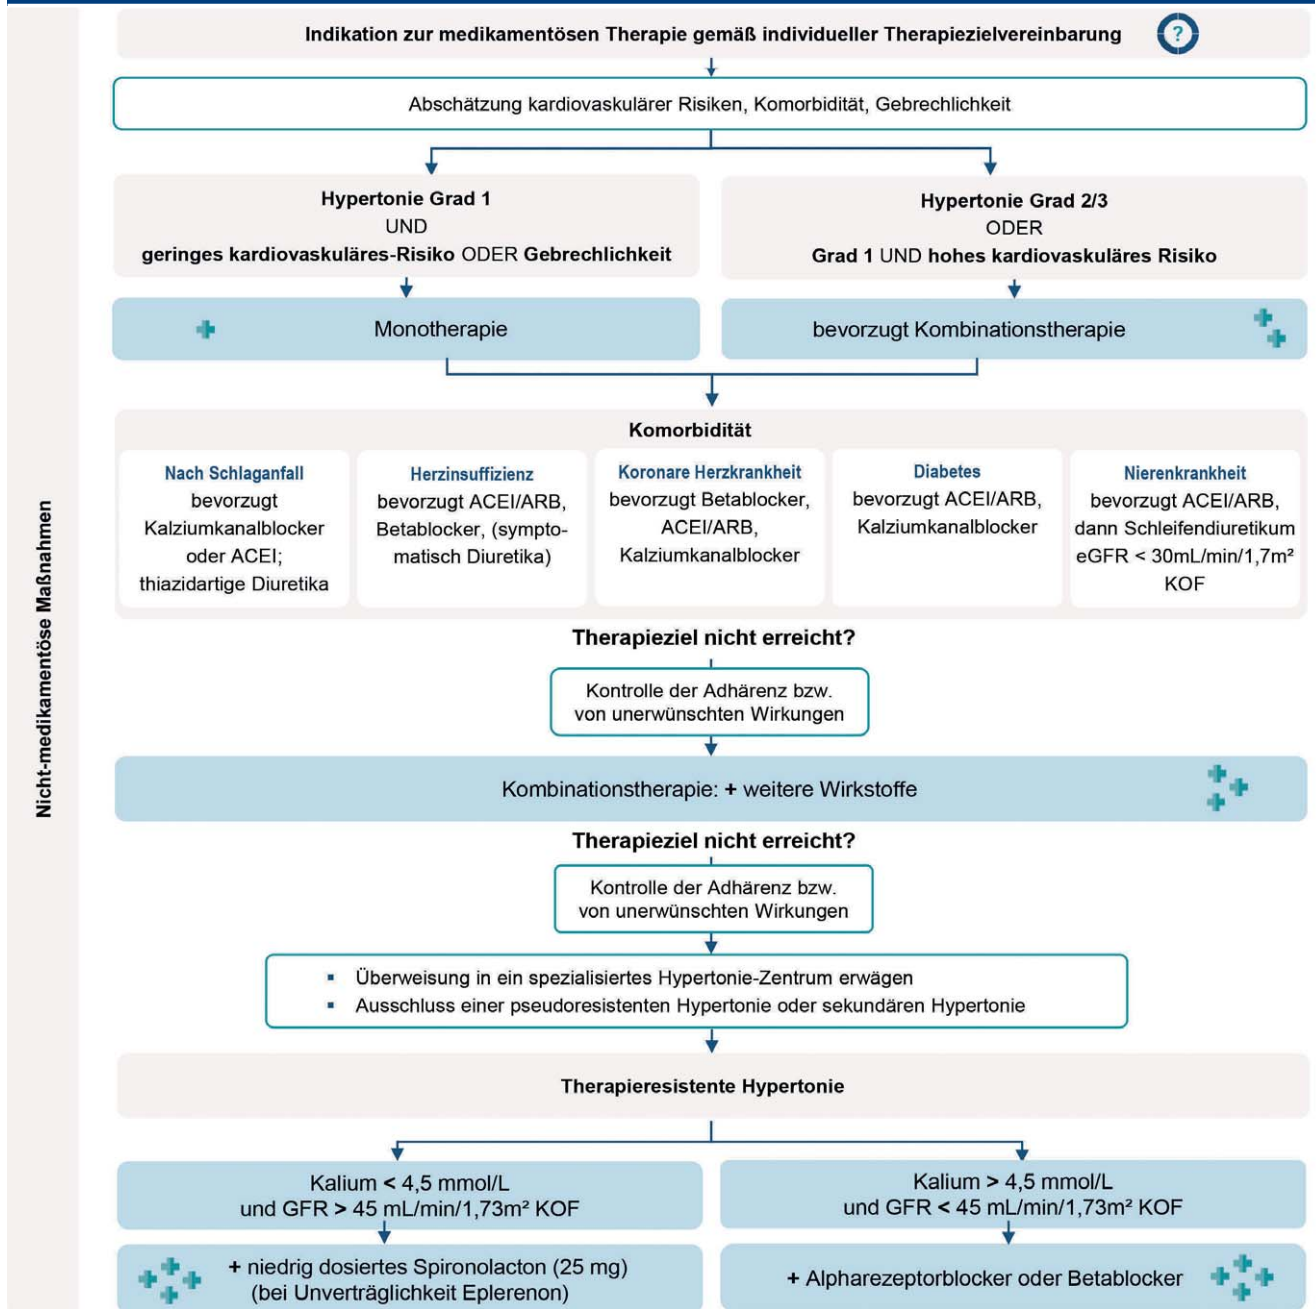 Nicht-medikamentöse Maßnahmen
Indikation zur medikamentösen Therapie gemäß individueller Therapiezielvereinbarung
?
Abschätzung kardiovaskulärer Risiken, Komorbidität, Gebrechlichkeit
Hypertonie Grad 1
UND
geringes kardiovaskuläres-Risiko ODER Gebrechlichkeit
Hypertonie Grad 2/3
ODER
Grad 1 UND hohes kardiovaskuläres Risiko
Monotherapie
bevorzugt Kombinationstherapie
Komorbidität
Nach Schlaganfall
bevorzugt
Kalziumkanalblocker
oder ACEI;
thiazidartige Diuretika
Herzinsuffizienz
bevorzugt ACEI/ARB,
Betablocker, (sympto-
matisch Diuretika)
Koronare Herzkrankheit
bevorzugt Betablocker,
ACEI/ARB,
Kalziumkanalblocker
Diabetes
bevorzugt ACEI/ARB,
Kalziumkanalblocker
Nierenkrankheit
bevorzugt ACEI/ARB,
dann Schleifendiuretikum
eGFR < 30mL/min/1,7m²
KOF
Therapieziel nicht erreicht?
Kontrolle der Adhärenz bzw.
von unerwünschten Wirkungen
Kombinationstherapie: + weitere Wirkstoffe
Therapieziel nicht erreicht?
Kontrolle der Adhärenz bzw.
von unerwünschten Wirkungen
▪ Überweisung in ein spezialisiertes Hypertonie-Zentrum erwägen
▪ Ausschluss einer pseudoresistenten Hypertonie oder sekundären Hypertonie
Therapieresistente Hypertonie
Kalium < 4,5 mmol/L
und GFR > 45 mL/min/1,73m² KOF
Kalium > 4,5 mmol/L
und GFR < 45 mL/min/1,73m² KOF
+ niedrig dosiertes Spironolacton (25 mg)
(bei Unverträglichkeit Eplerenon)
+ Alpharezeptorblocker oder Betablocker